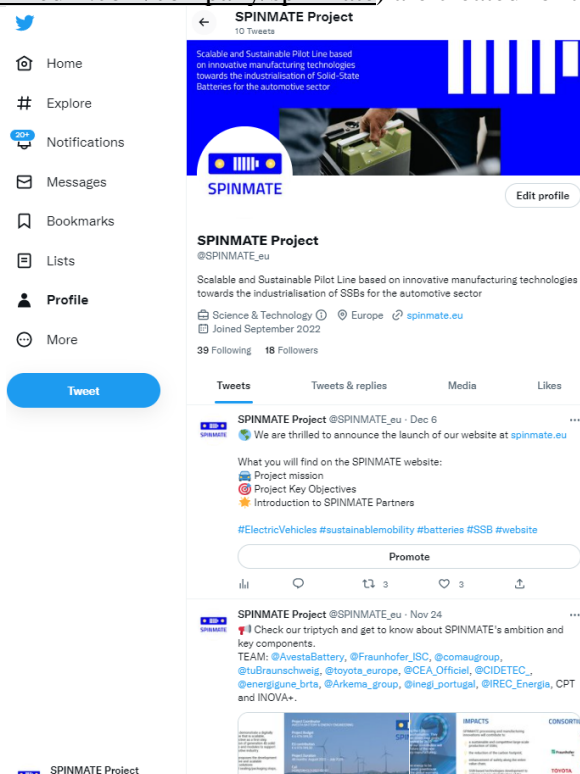 SPINMATE Project
10 Tweets
Home
Explore
20+
Notifications
Messages
Bookmarks
Lists
Profile
More
Tweet
Scalable and Sustainable Pilot Line based
on innovative manufacturing technologies
towards the industrialisation of Solid-State
Batteries for the automotive sector
SPINMATE
Edit profile
SPINMATE Project
@SPINMATE_eu
Scalable and Sustainable Pilot Line based on innovative manufacturing technologies
towards the industrialisation of SSBs for the automotive sector
Science & Technology Europe spinmate.eu
Joined September 2022
39 Following 18 Followers
Tweets Tweets & replies Media Likes
SPINMATE Project @SPINMATE_eu · Dec 6
We are thrilled to announce the launch of our website at spinmate.eu
What you will find on the SPINMATE website:
Project mission
Project Key Objectives
Introduction to SPINMATE Partners
#ElectricVehicles #sustainablemobility #batteries #SSB #website
Promote
3 3
SPINMATE Project @SPINMATE_eu · Nov 24
Check our triptych and get to know about SPINMATE's ambition and
key components.
TEAM: @AvestaBattery, @Fraunhofer_ISC, @comaugroup,
@tuBraunschweig, @toyota_europe, @CEA_Officiel, @CIDETEC_,
@energigune_brta, @Arkema_group, @inegi_portugal, @IREC_Energia, CPT
and INOVA+.
IMPACTS
CONSORTI
Fraunhofer
TOYOTA
SPINMATE Project